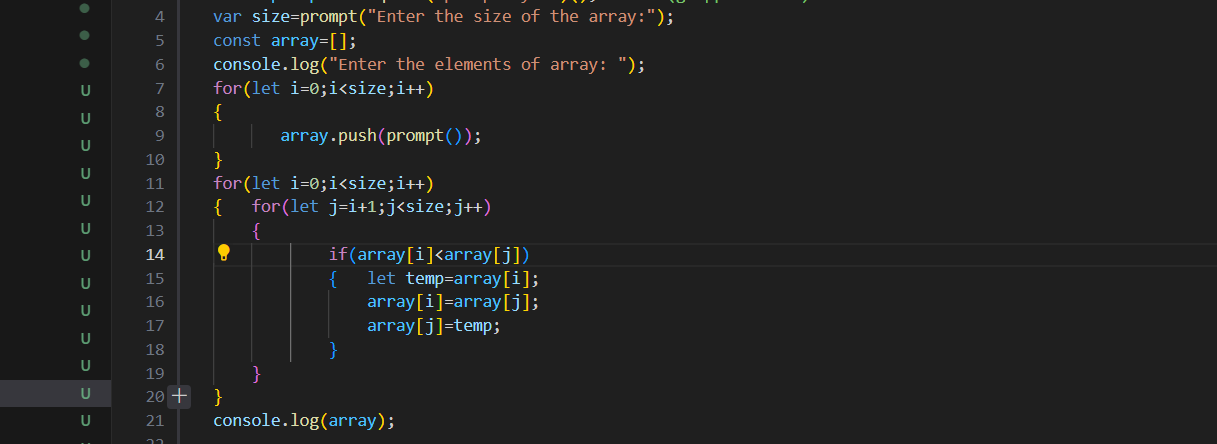 4 var size=prompt("Enter the size of the array:");
5 const array=[];
6 console.log("Enter the elements of array: ");
7 for(let i=0;i<size;i++)
8 {
9 array.push(prompt());
10 }
11 for(let i=0;i<size;i++)
12 { for(let j=i+1;j<size;j++)
13 {
14 if(array[i]<array[j])
15 { let temp=array[i];
16 array[i]=array[j];
17 array[j]=temp;
18 }
19 }
20 + }
21 console.log(array);
U
U
U
U
U
U
U
U
U
U
U
U
U